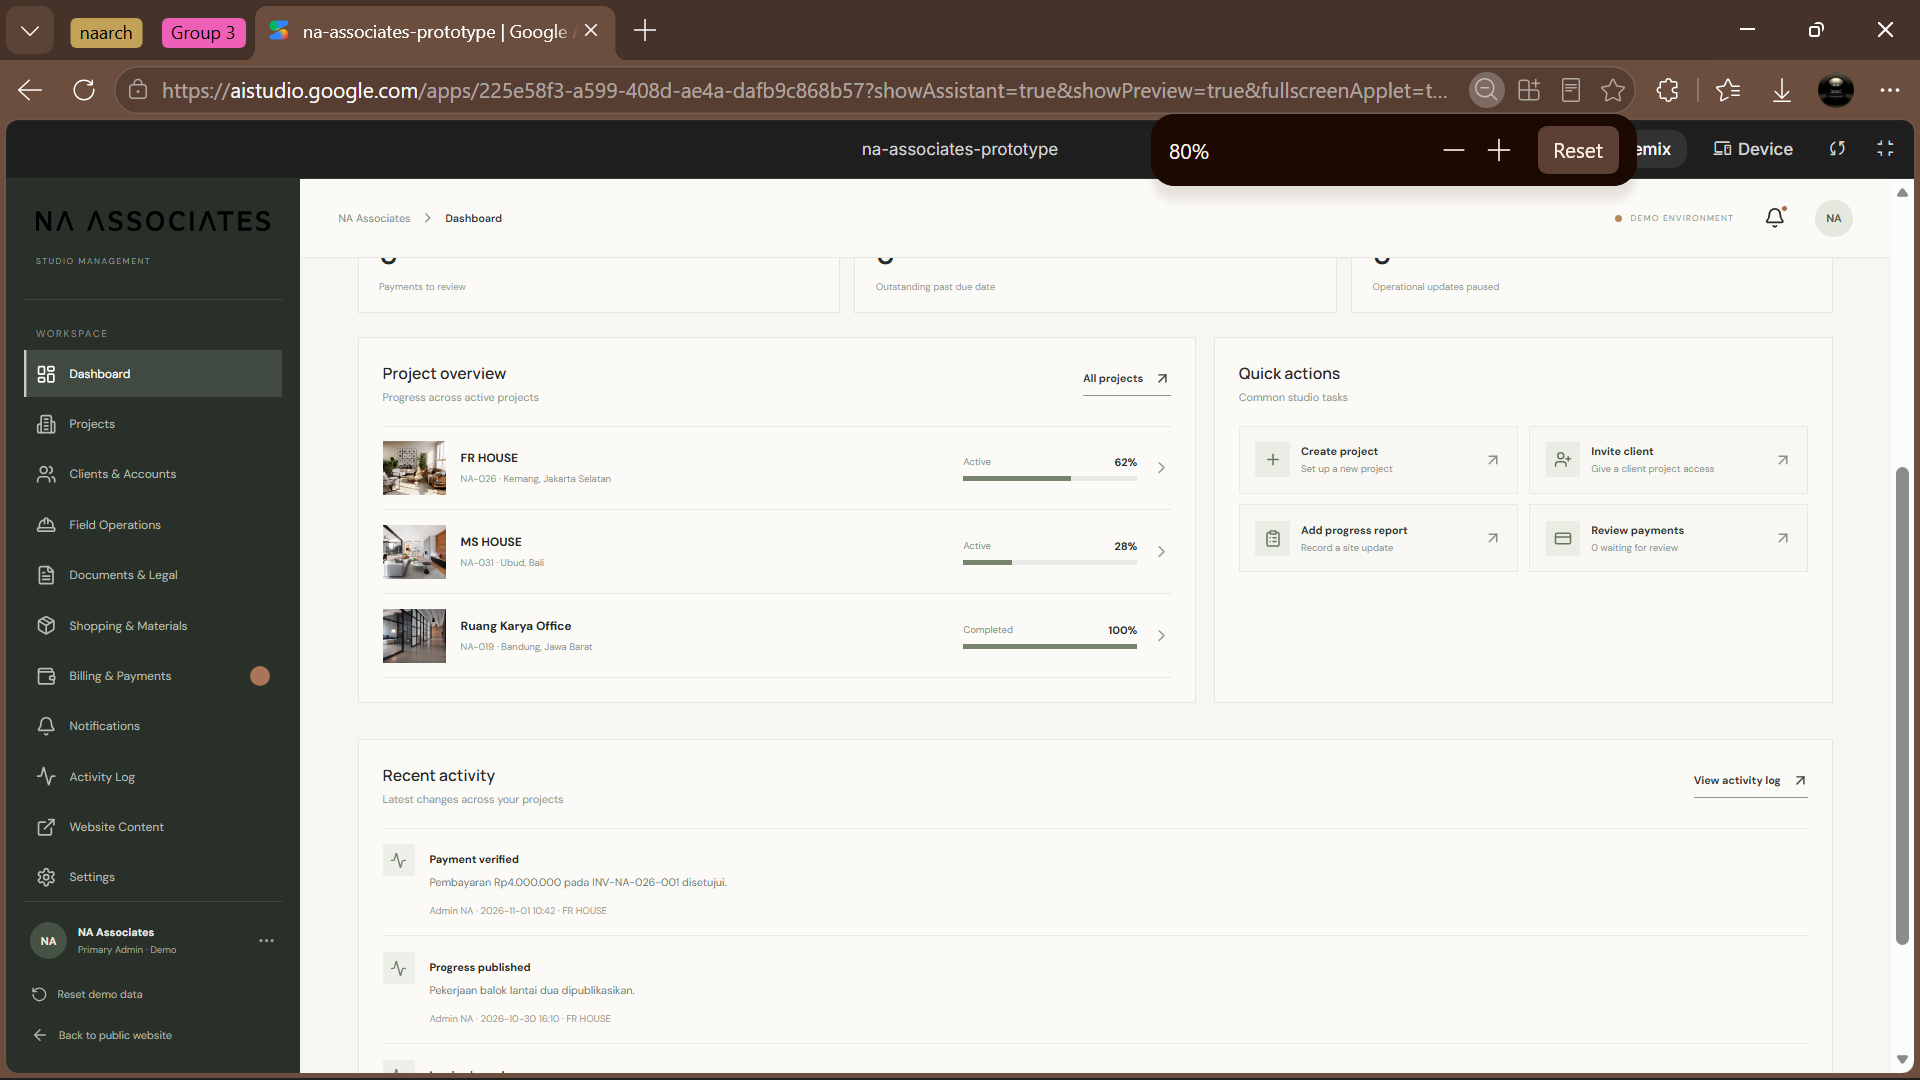 naarch
Group 3
na-associates-prototype | Google
https://aistudio.google.com/apps/225e58f3-a599-408d-ae4a-dafb9c868b57?showAssistant=true&showPreview=true&fullscreenApplet=t...
na-associates-prototype
80%
Reset
emix
Device
NA ASSOCIATES
STUDIO MANAGEMENT
WORKSPACE
Dashboard
Projects
Clients & Accounts
Field Operations
Documents & Legal
Shopping & Materials
Billing & Payments
Notifications
Activity Log
Website Content
Settings
NA
NA Associates
Primary Admin · Demo
Reset demo data
Back to public website
NA Associates
Dashboard
DEMO ENVIRONMENT
NA
Payments to review
Outstanding past due date
Operational updates paused
Project overview
Progress across active projects
All projects
FR HOUSE
NA-026 · Kemang, Jakarta Selatan
Active
62%
MS HOUSE
NA-031 · Ubud, Bali
Active
28%
Ruang Karya Office
NA-019 · Bandung, Jawa Barat
Completed
100%
Quick actions
Common studio tasks
Create project
Set up a new project
Invite client
Give a client project access
Add progress report
Record a site update
Review payments
0 waiting for review
Recent activity
Latest changes across your projects
View activity log
Payment verified
Pembayaran Rp4.000.000 pada INV-NA-026-001 disetujui.
Admin NA · 2026-11-01 10:42 · FR HOUSE
Progress published
Pekerjaan balok lantai dua dipublikasikan.
Admin NA · 2026-10-30 16:10 · FR HOUSE